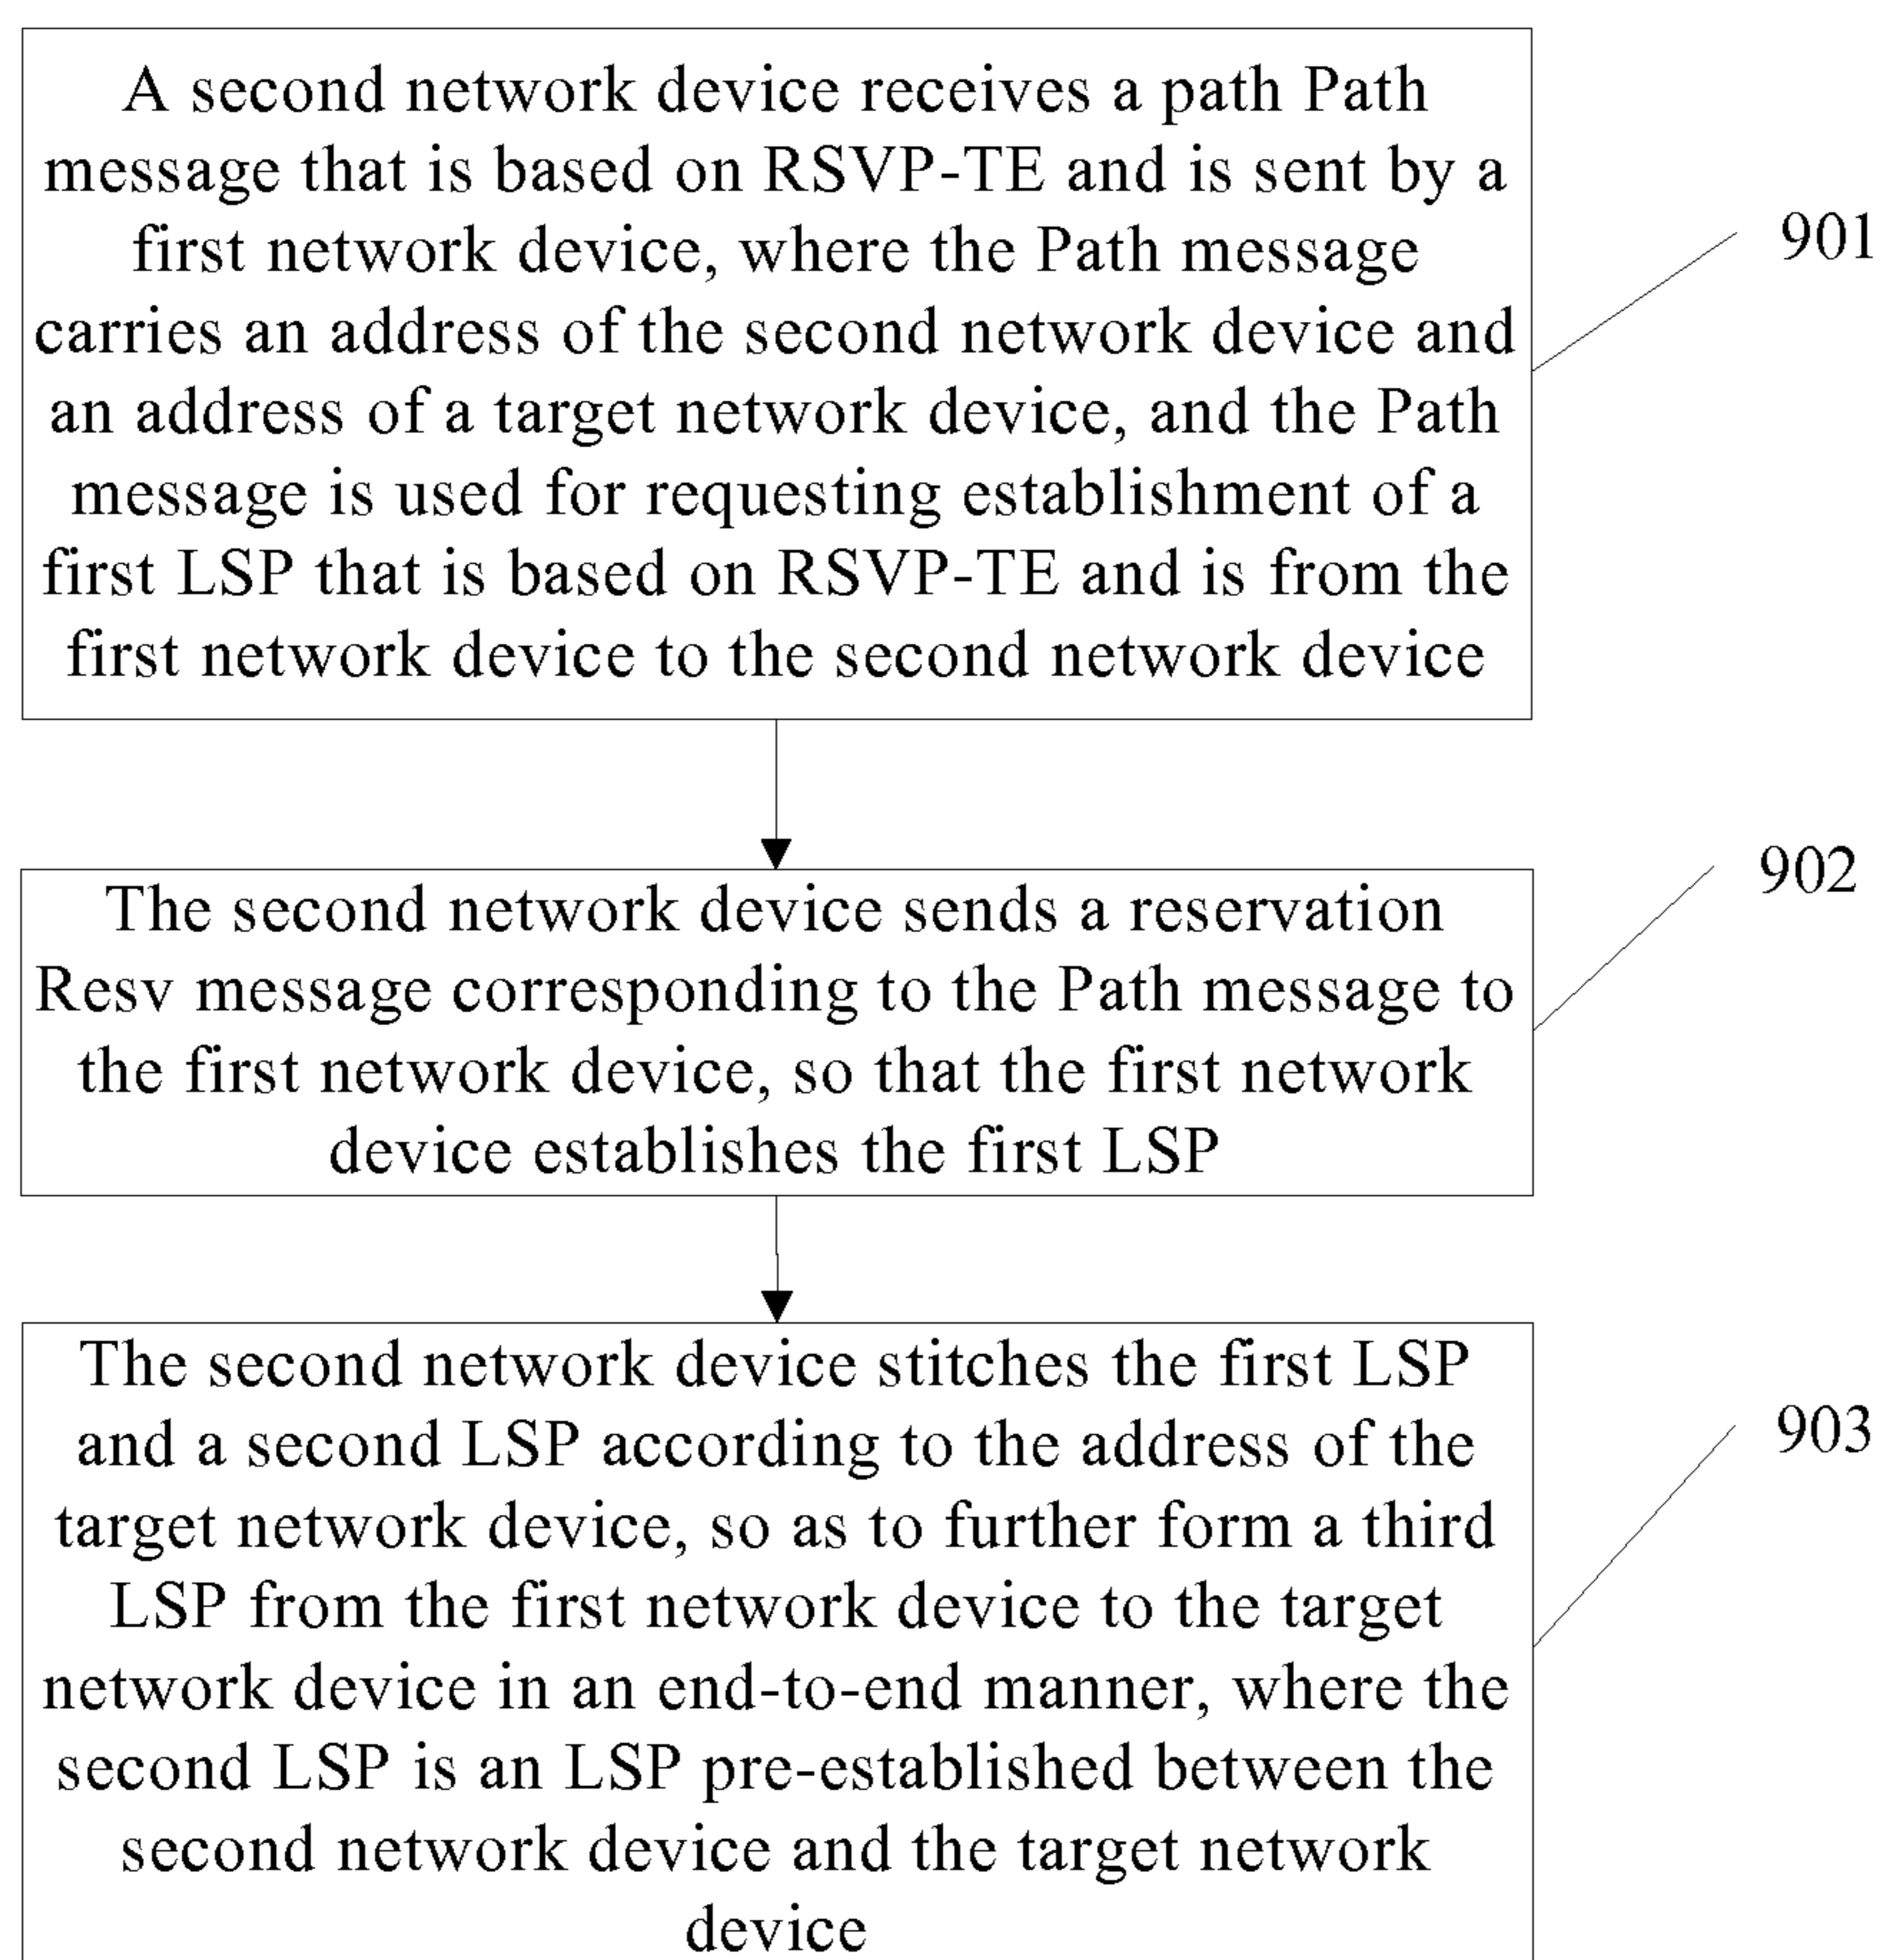 A second network device receives a path Path
message that is based on RSVP-TE and is sent by a
first network device, where the Path message
carries an address of the second network device and
an address of a target network device, and the Path
message is used for requesting establishment of a
first LSP that is based on RSVP-TE and is from the
first network device to the second network device
901
The second network device sends a reservation
Resv message corresponding to the Path message to
the first network device, so that the first network
device establishes the first LSP
902
The second network device stitches the first LSP
and a second LSP according to the address of the
target network device, so as to further form a third
LSP from the first network device to the target
network device in an end-to-end manner, where the
second LSP is an LSP pre-established between the
second network device and the target network
device
903